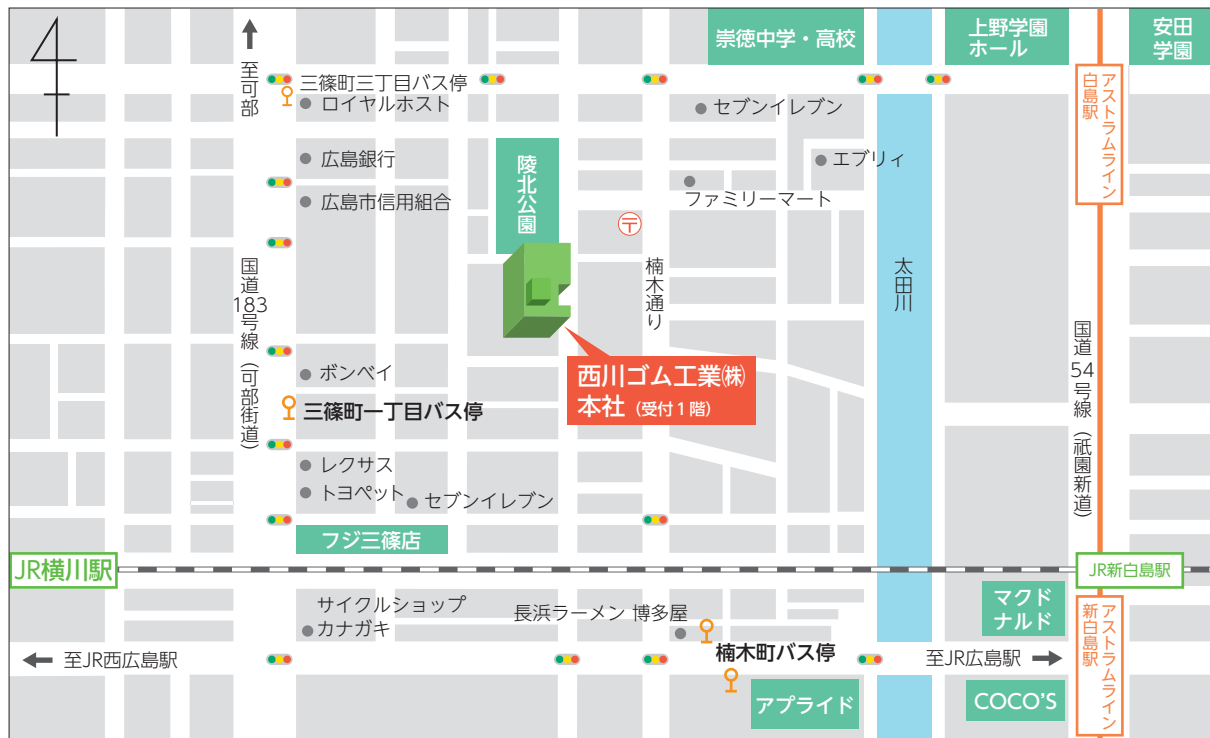 崇徳中学・高校
上野学園
ホール
安田
学園
至可部
三篠町三丁目バス停
ロイヤルホスト
セブンイレブン
アストラムライン
白島駅
広島銀行
陵北公園
エブリィ
広島市信用組合
ファミリーマート
〒
国道183号線（可部街道）
楠木通り
太田川
国道54号線（祇園新道）
ボンベイ
西川ゴム工業㈱
本社（受付１階）
三篠町一丁目バス停
レクサス
トヨペット
セブンイレブン
フジ三篠店
JR横川駅
JR新白島駅
サイクルショップ
カナガキ
長浜ラーメン 博多屋
マクド
ナルド
アストラムライン
新白島駅
至JR西広島駅
楠木町バス停
至JR広島駅
アプライド
COCO'S